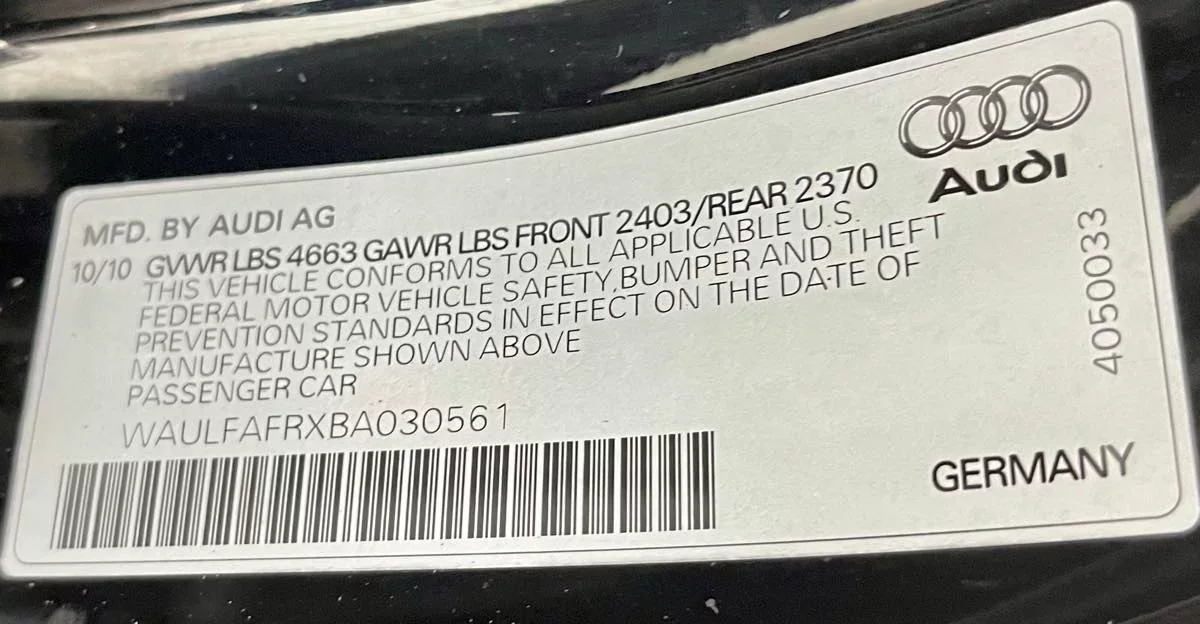 Audi
MFD. BY AUDI AG
10/10 GVWR LBS 4663 GAWR LBS FRONT 2403/REAR 2370
THIS VEHICLE CONFORMS TO ALL APPLICABLE U.S.
FEDERAL MOTOR VEHICLE SAFETY, BUMPER AND THEFT
PREVENTION STANDARDS IN EFFECT ON THE DATE OF
MANUFACTURE SHOWN ABOVE
PASSENGER CAR
WAULFAFRXBA030561
4050033
GERMANY